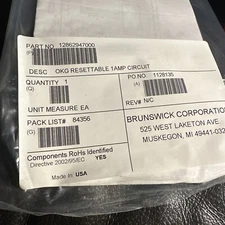 PART NO 12862947000
(P)
DESC OKG RESETTABLE 1AMP CIRCUIT
QUANTITY 1
(Q)
PO NO. 1128135
(A)
UNIT MEASURE EA
REV# N/C
PACK LIST# 84356
(G)
BRUNSWICK CORPORATION
525 WEST LAKETON AVE.
MUSKEGON, MI 49441-032
Components RoHs Identified
Directive 2002/95/EC YES
Made in USA